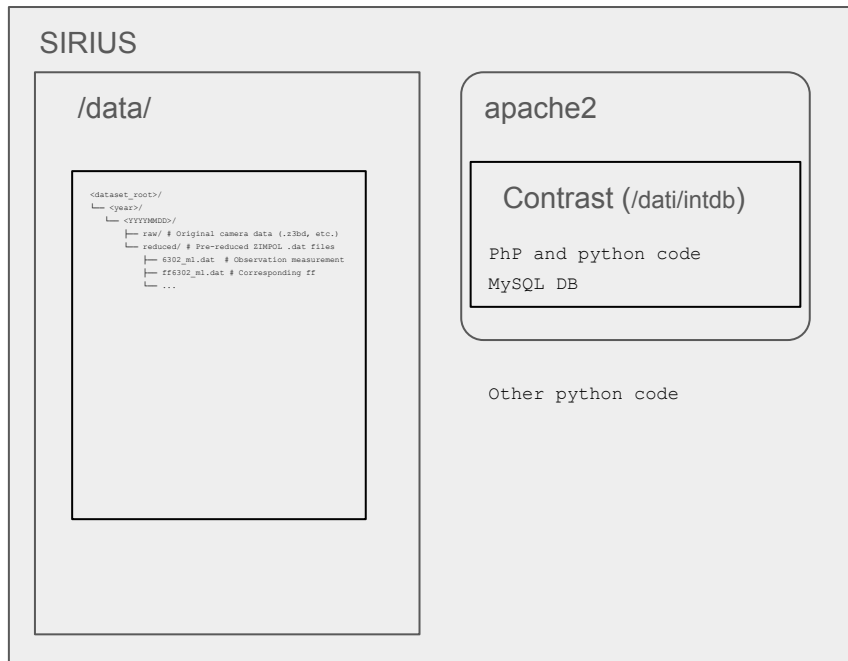 SIRIUS
/data/
<dataset_root>/
└── <year>/
└── <YYYYMMDD>/
├── raw/ # Original camera data (.z3bd, etc.)
└── reduced/ # Pre-reduced ZIMPOL .dat files
├── 6302_m1.dat # Observation measurement
├── ff6302_m1.dat # Corresponding ff
└── ...
apache2
Contrast (/dati/intdb)
PhP and python code
MySQL DB
Other python code